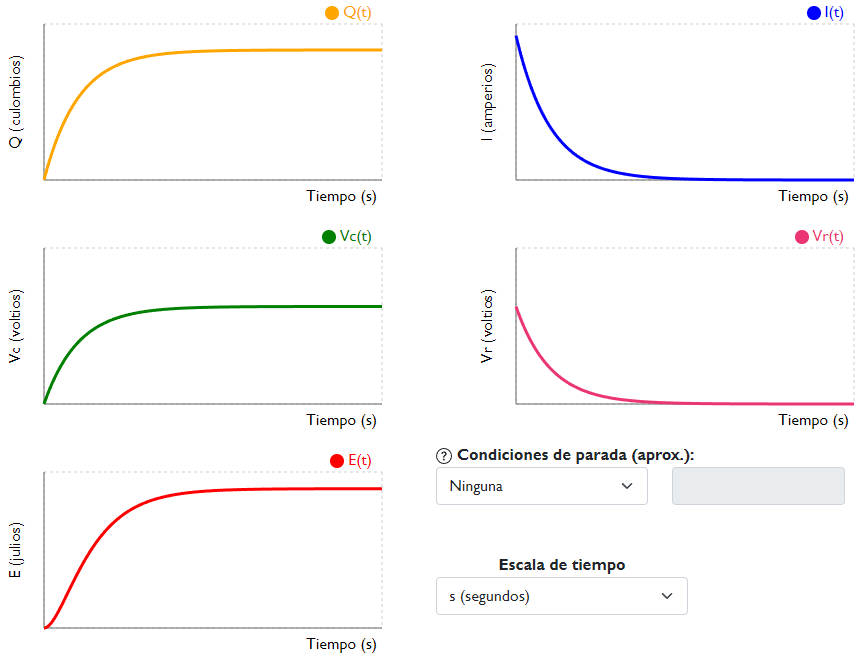 Q(t)
Q (culombios)
Tiempo (s)
I(t)
I (amperios)
Tiempo (s)
Vc(t)
Vc (voltios)
Tiempo (s)
Vr(t)
Vr (voltios)
Tiempo (s)
E(t)
E (julios)
Tiempo (s)
? Condiciones de parada (aprox.):
Ninguna
Escala de tiempo
s (segundos)